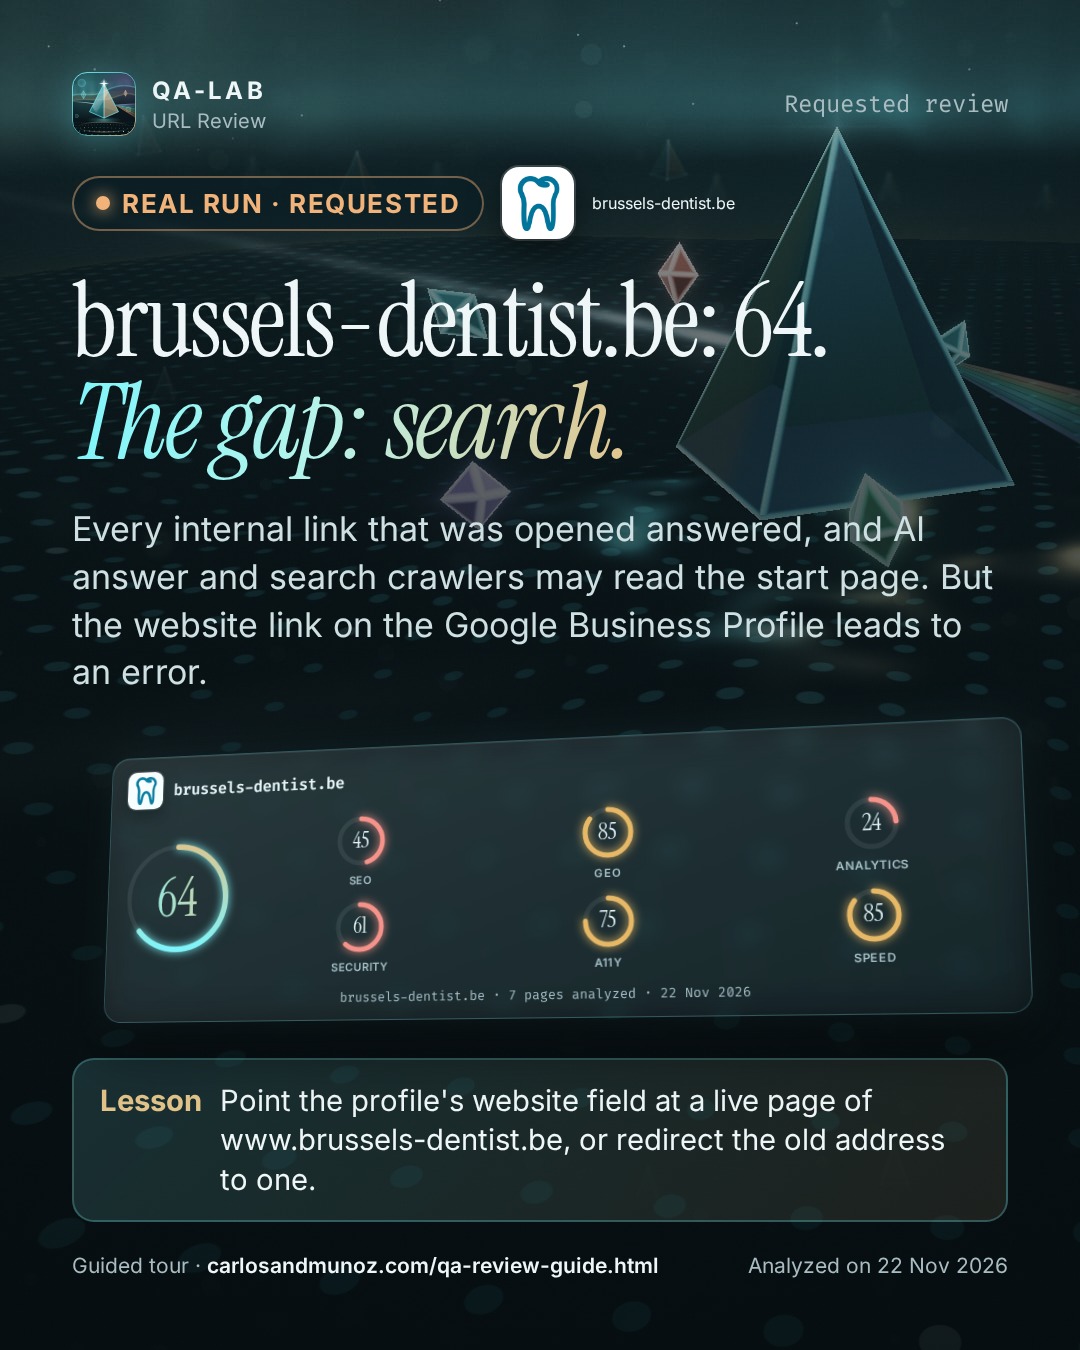 QA-LAB
URL Review
Requested review
REAL RUN · REQUESTED
brussels-dentist.be
brussels-dentist.be: 64.
The gap: search.
Every internal link that was opened answered, and AI
answer and search crawlers may read the start page. But
the website link on the Google Business Profile leads to
an error.
brussels-dentist.be
64
45
SEO
85
GEO
24
ANALYTICS
61
SECURITY
75
A11Y
85
SPEED
brussels-dentist.be · 7 pages analyzed · 22 Nov 2026
Lesson Point the profile's website field at a live page of
www.brussels-dentist.be, or redirect the old address
to one.
Guided tour · carlosandmunoz.com/qa-review-guide.html
Analyzed on 22 Nov 2026